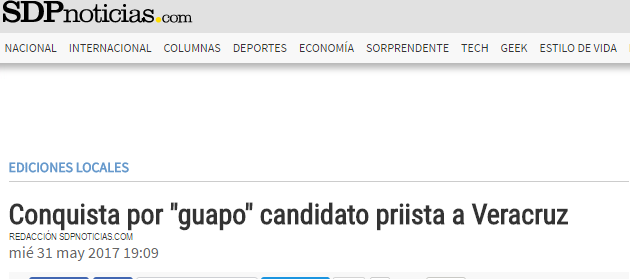 SDPnoticias.com
NACIONAL INTERNACIONAL COLUMNAS DEPORTES ECONOMÍA SORPRENDENTE TECH GEEK ESTILO DE VIDA
EDICIONES LOCALES
Conquista por "guapo" candidato priista a Veracruz
REDACCIÓN SDPNOTICIAS.COM
mié 31 may 2017 19:09